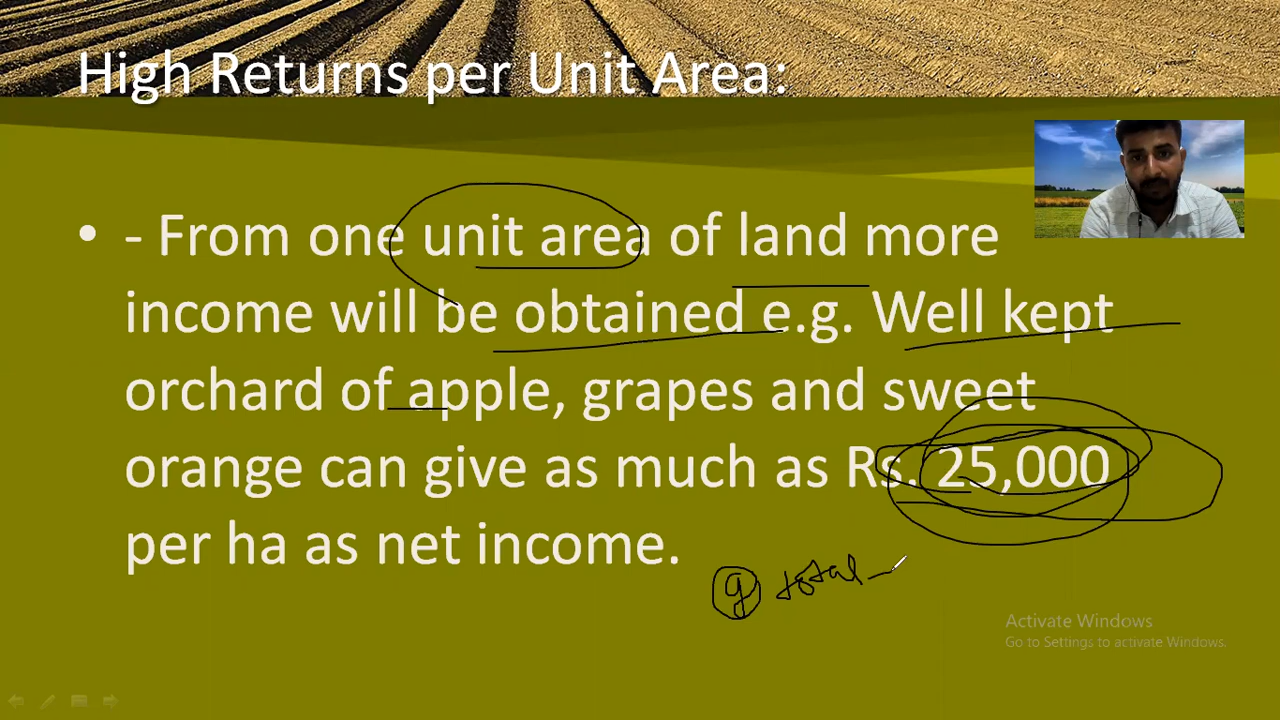 High Returns per Unit Area:
• - From one unit area of land more
income will be obtained e.g. Well kept
orchard of apple, grapes and sweet
orange can give as much as Rs. 25,000
per ha as net income.
g total -
Activate Windows
Go to Settings to activate Windows.